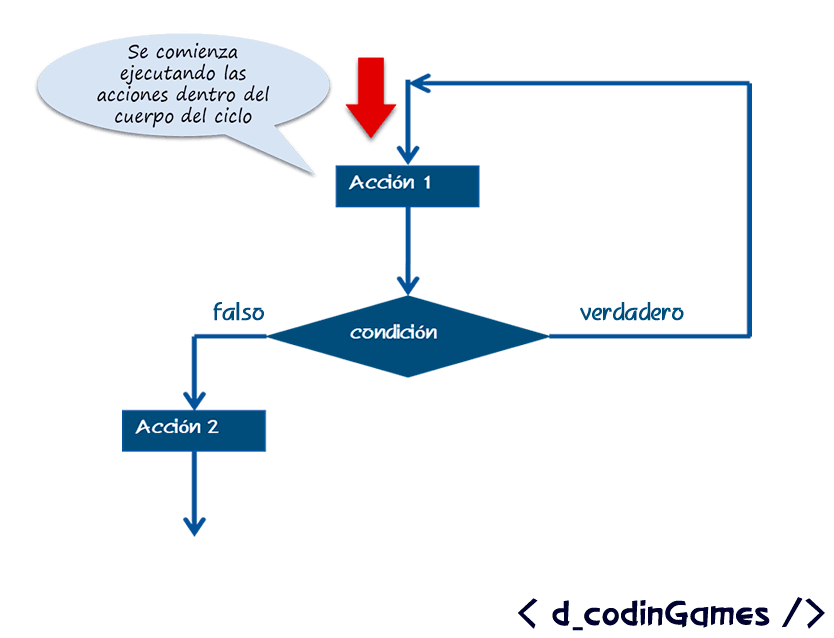 Se comienza
ejecutando las
acciones dentro del
cuerpo del ciclo
Acción 1
falso
verdadero
condición
Acción 2
< d_codinGames />